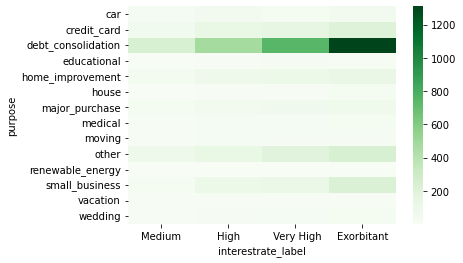 car
credit_card
debt_consolidation
educational
home_improvement
house
major_purchase
medical
moving
other
renewable_energy
small_business
vacation
wedding
purpose
Medium High Very High Exorbitant
interestrate_label
1200
1000
800
600
400
200